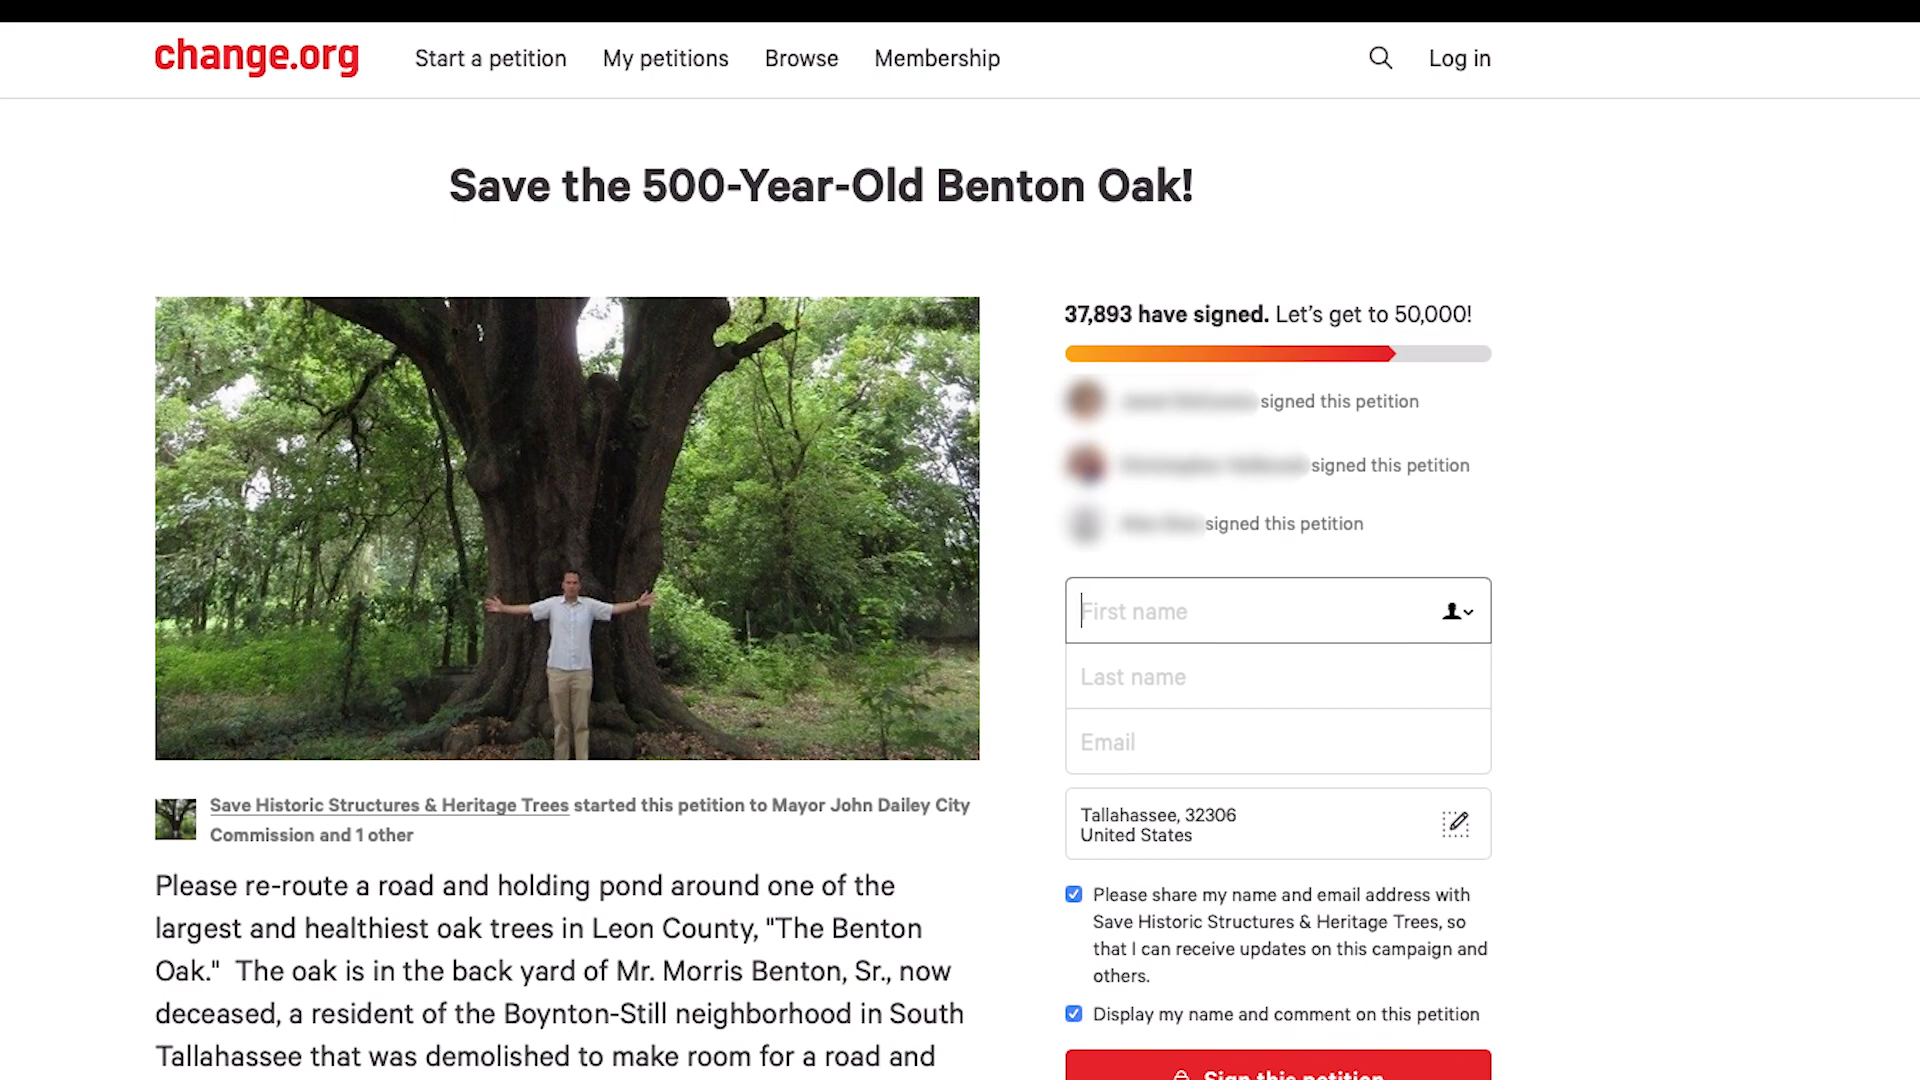 change.org
Start a petition
My petitions
Browse
Membership
Log in
Save the 500-Year-Old Benton Oak!
Save Historic Structures & Heritage Trees started this petition to Mayor John Dailey City
Commission and 1 other
Please re-route a road and holding pond around one of the
largest and healthiest oak trees in Leon County, "The Benton
Oak."  The oak is in the back yard of Mr. Morris Benton, Sr., now
deceased, a resident of the Boynton-Still neighborhood in South
Tallahassee that was demolished to make room for a road and
37,893 have signed. Let’s get to 50,000!
signed this petition
signed this petition
signed this petition
First name
Last name
Email
Tallahassee, 32306
United States
Please share my name and email address with
Save Historic Structures & Heritage Trees, so
that I can receive updates on this campaign and
others.
Display my name and comment on this petition
Sign this petition